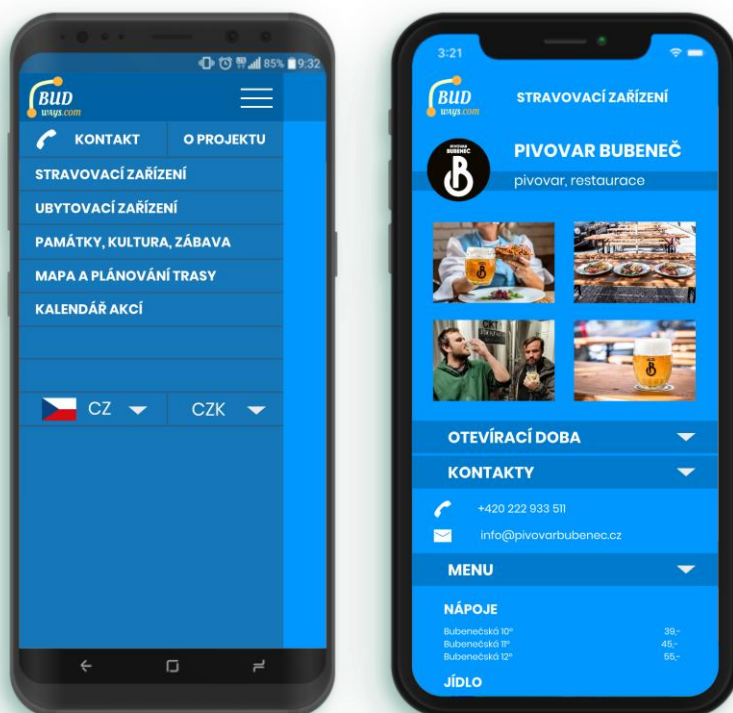 85% 9:32
BUD
ways.com
KONTAKT
O PROJEKTU
STRAVOVACÍ ZAŘÍZENÍ
UBYTOVACÍ ZAŘÍZENÍ
PAMÁTKY, KULTURA, ZÁBAVA
MAPA A PLÁNOVÁNÍ TRASY
KALENDÁŘ AKCÍ
CZ
CZK
3:21
BUD
ways.com
STRAVOVACÍ ZAŘÍZENÍ
PIVOVAR
BUBENEČ
PIVOVAR BUBENEČ
pivovar, restaurace
OTEVÍRACÍ DOBA
KONTAKTY
+420 222 933 511
info@pivovarbubenec.cz
MENU
NÁPOJE
Bubenečská 10° 39,-
Bubenečská 11° 45,-
Bubenečská 12° 55,-
JÍDLO